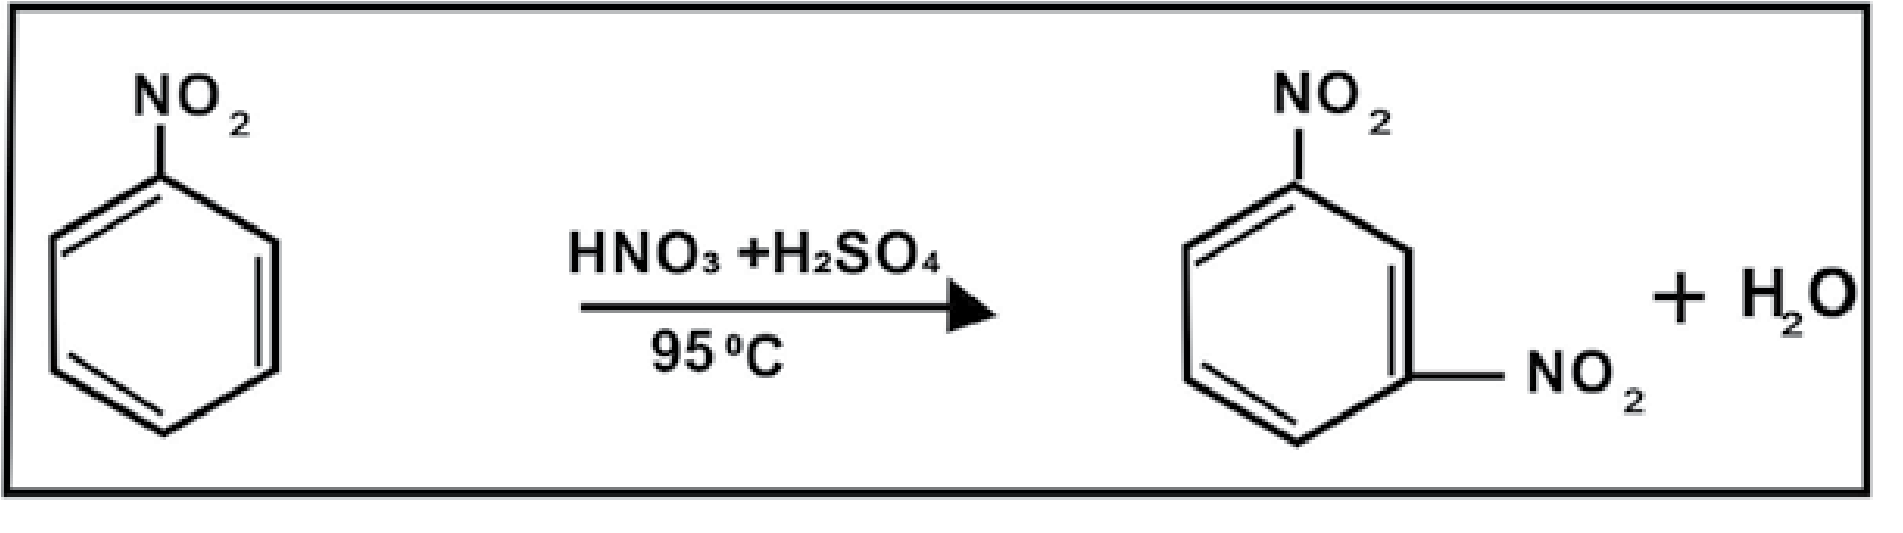 NO₂
HNO₃ +H₂SO₄
95 ⁰C
NO₂
NO₂
+ H₂O